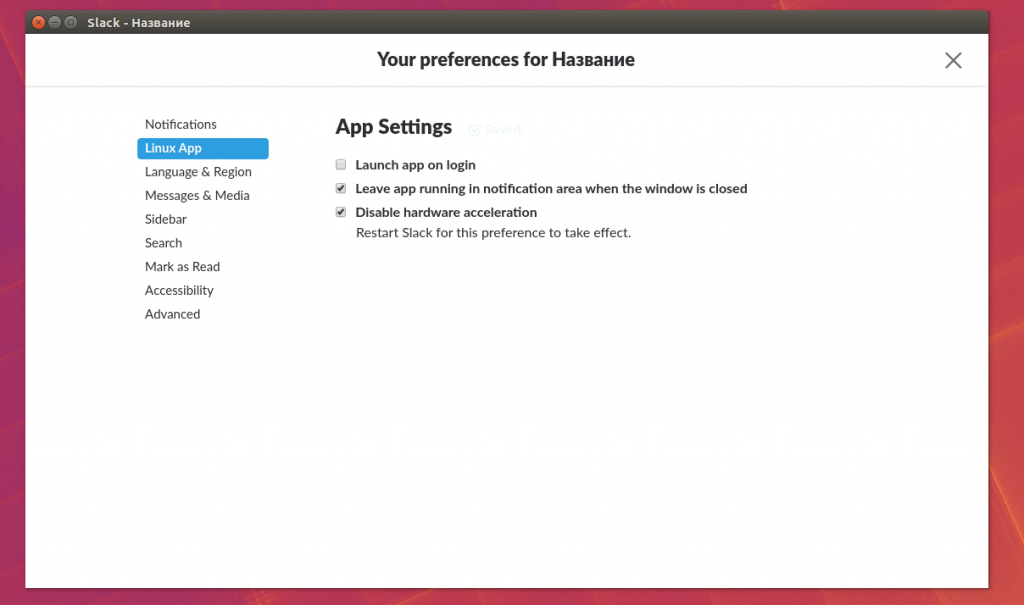 Slack - Название
Your preferences for Название
Notifications
Linux App
Language & Region
Messages & Media
Sidebar
Search
Mark as Read
Accessibility
Advanced
App Settings
Saved!
Launch app on login
Leave app running in notification area when the window is closed
Disable hardware acceleration
Restart Slack for this preference to take effect.